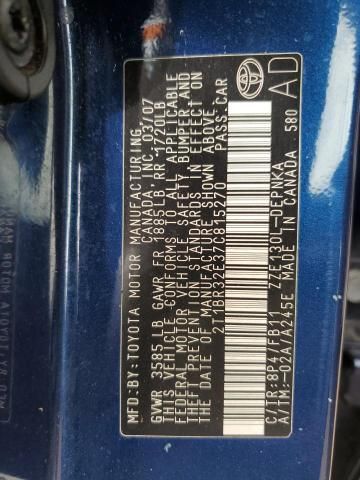 MFD.BY:TOYOTA MOTOR MANUFACTURING
CANADA, INC. 03/07
GVWR 3585LB GAWR FR 1885LB RR 1720LB
THIS VEHICLE CONFORMS TO ALL APPLICABLE
FEDERAL MOTOR VEHICLE SAFETY, BUMPER, AND
THEFT PREVENTION STANDARDS IN EFFECT ON
THE DATE OF MANUFACTURE SHOWN ABOVE.
2T1BR32E37C815270 PASS.CAR
C/TR:8P4/FB11 ZZE130L-DEPNKA
A/TM:-02A/A245E MADE IN CANADA 580
AD